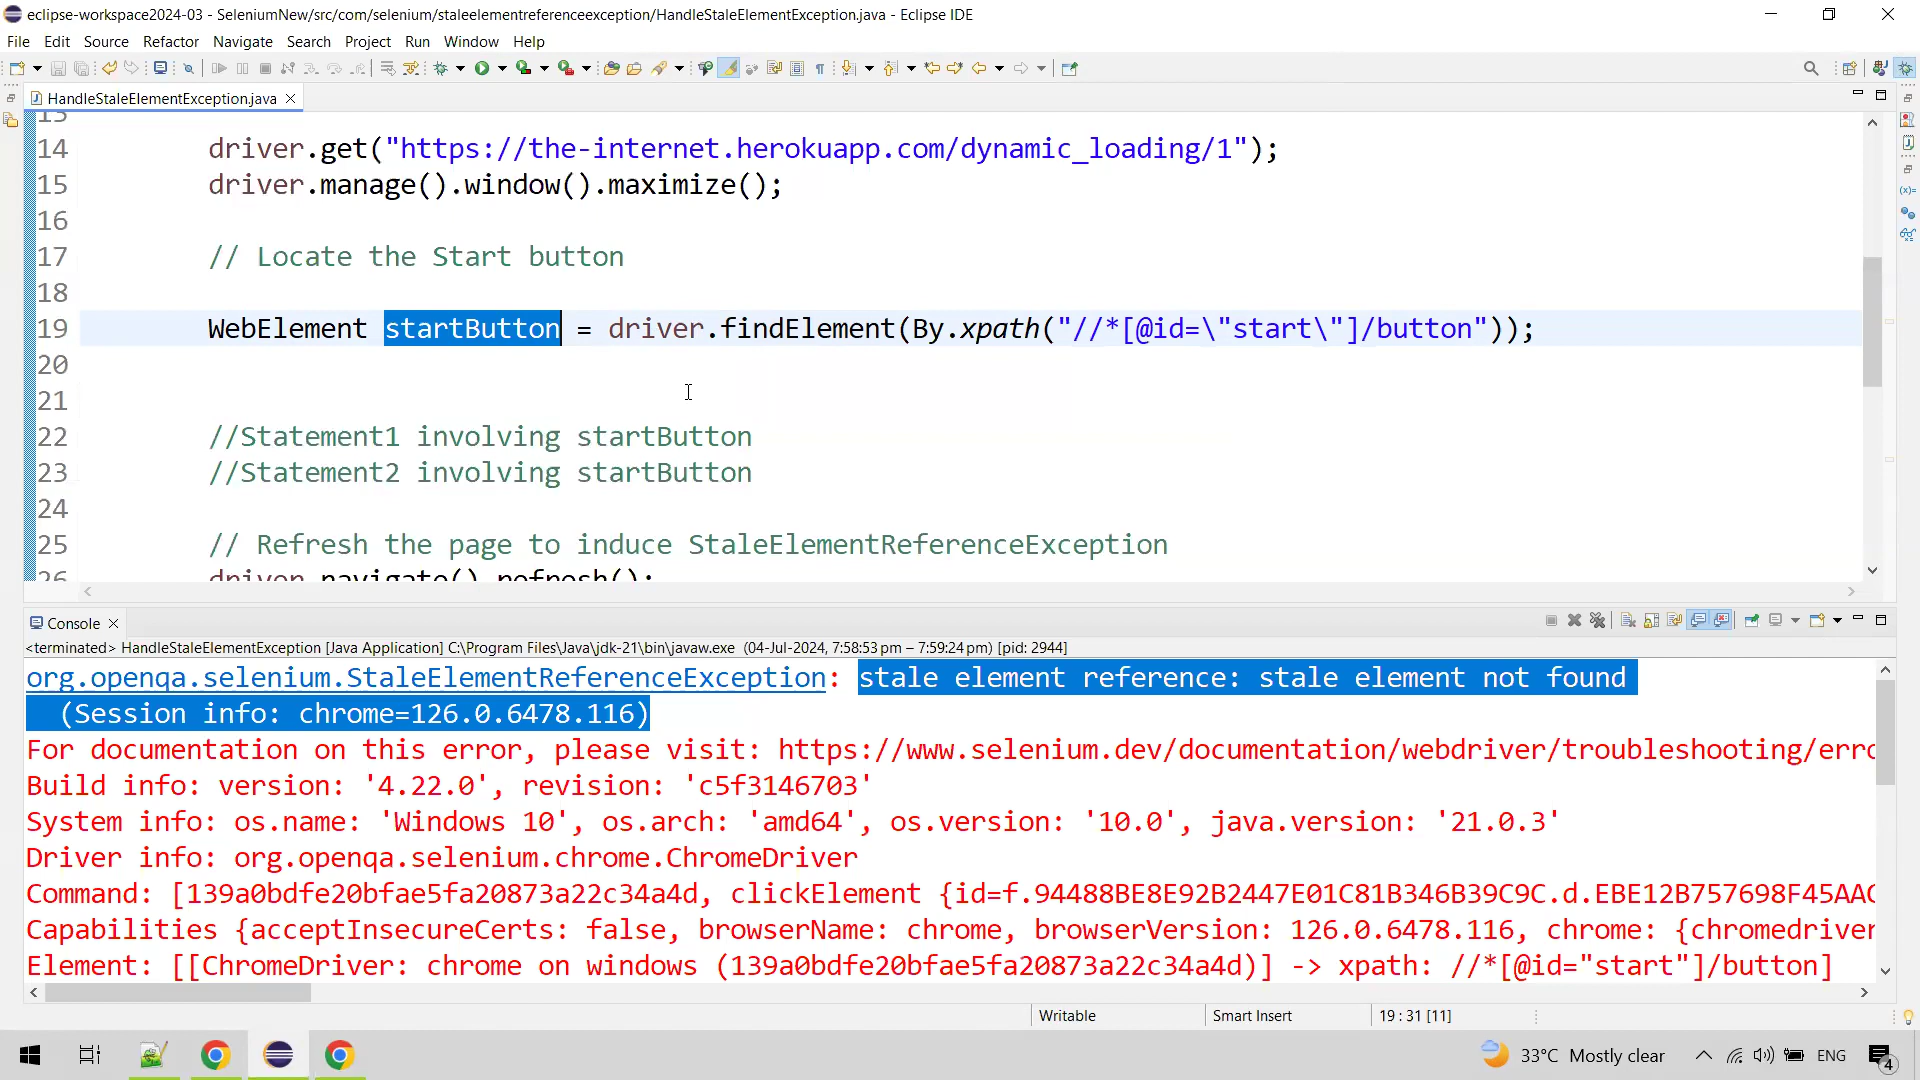 eclipse-workspace2024-03 - SeleniumNew/src/com/selenium/staleelementreferenceexception/HandleStaleElementException.java - Eclipse IDE
File Edit Source Refactor Navigate Search Project Run Window Help
HandleStaleElementException.java
13
14 driver.get("https://the-internet.herokuapp.com/dynamic_loading/1");
15 driver.manage().window().maximize();
16
17 // Locate the Start button
18
19 WebElement startButton = driver.findElement(By.xpath("//*[@id=\"start\"]/button"));
20
21
22 //Statement1 involving startButton
23 //Statement2 involving startButton
24
25 // Refresh the page to induce StaleElementReferenceException
26 driver.navigate().refresh();
Console
<terminated> HandleStaleElementException [Java Application] C:\Program Files\Java\jdk-21\bin\javaw.exe (04-Jul-2024, 7:58:53 pm – 7:59:24 pm) [pid: 2944]
org.openqa.selenium.StaleElementReferenceException: stale element reference: stale element not found
(Session info: chrome=126.0.6478.116)
For documentation on this error, please visit: https://www.selenium.dev/documentation/webdriver/troubleshooting/erro
Build info: version: '4.22.0', revision: 'c5f3146703'
System info: os.name: 'Windows 10', os.arch: 'amd64', os.version: '10.0', java.version: '21.0.3'
Driver info: org.openqa.selenium.chrome.ChromeDriver
Command: [139a0bdfe20bfae5fa20873a22c34a4d, clickElement {id=f.94488BE8E92B2447E01C81B346B39C9C.d.EBE12B757698F45AAC
Capabilities {acceptInsecureCerts: false, browserName: chrome, browserVersion: 126.0.6478.116, chrome: {chromedriver
Element: [[ChromeDriver: chrome on windows (139a0bdfe20bfae5fa20873a22c34a4d)] -> xpath: //*[@id="start"]/button]
Writable Smart Insert 19 : 31 [11]
33°C Mostly clear ENG 4